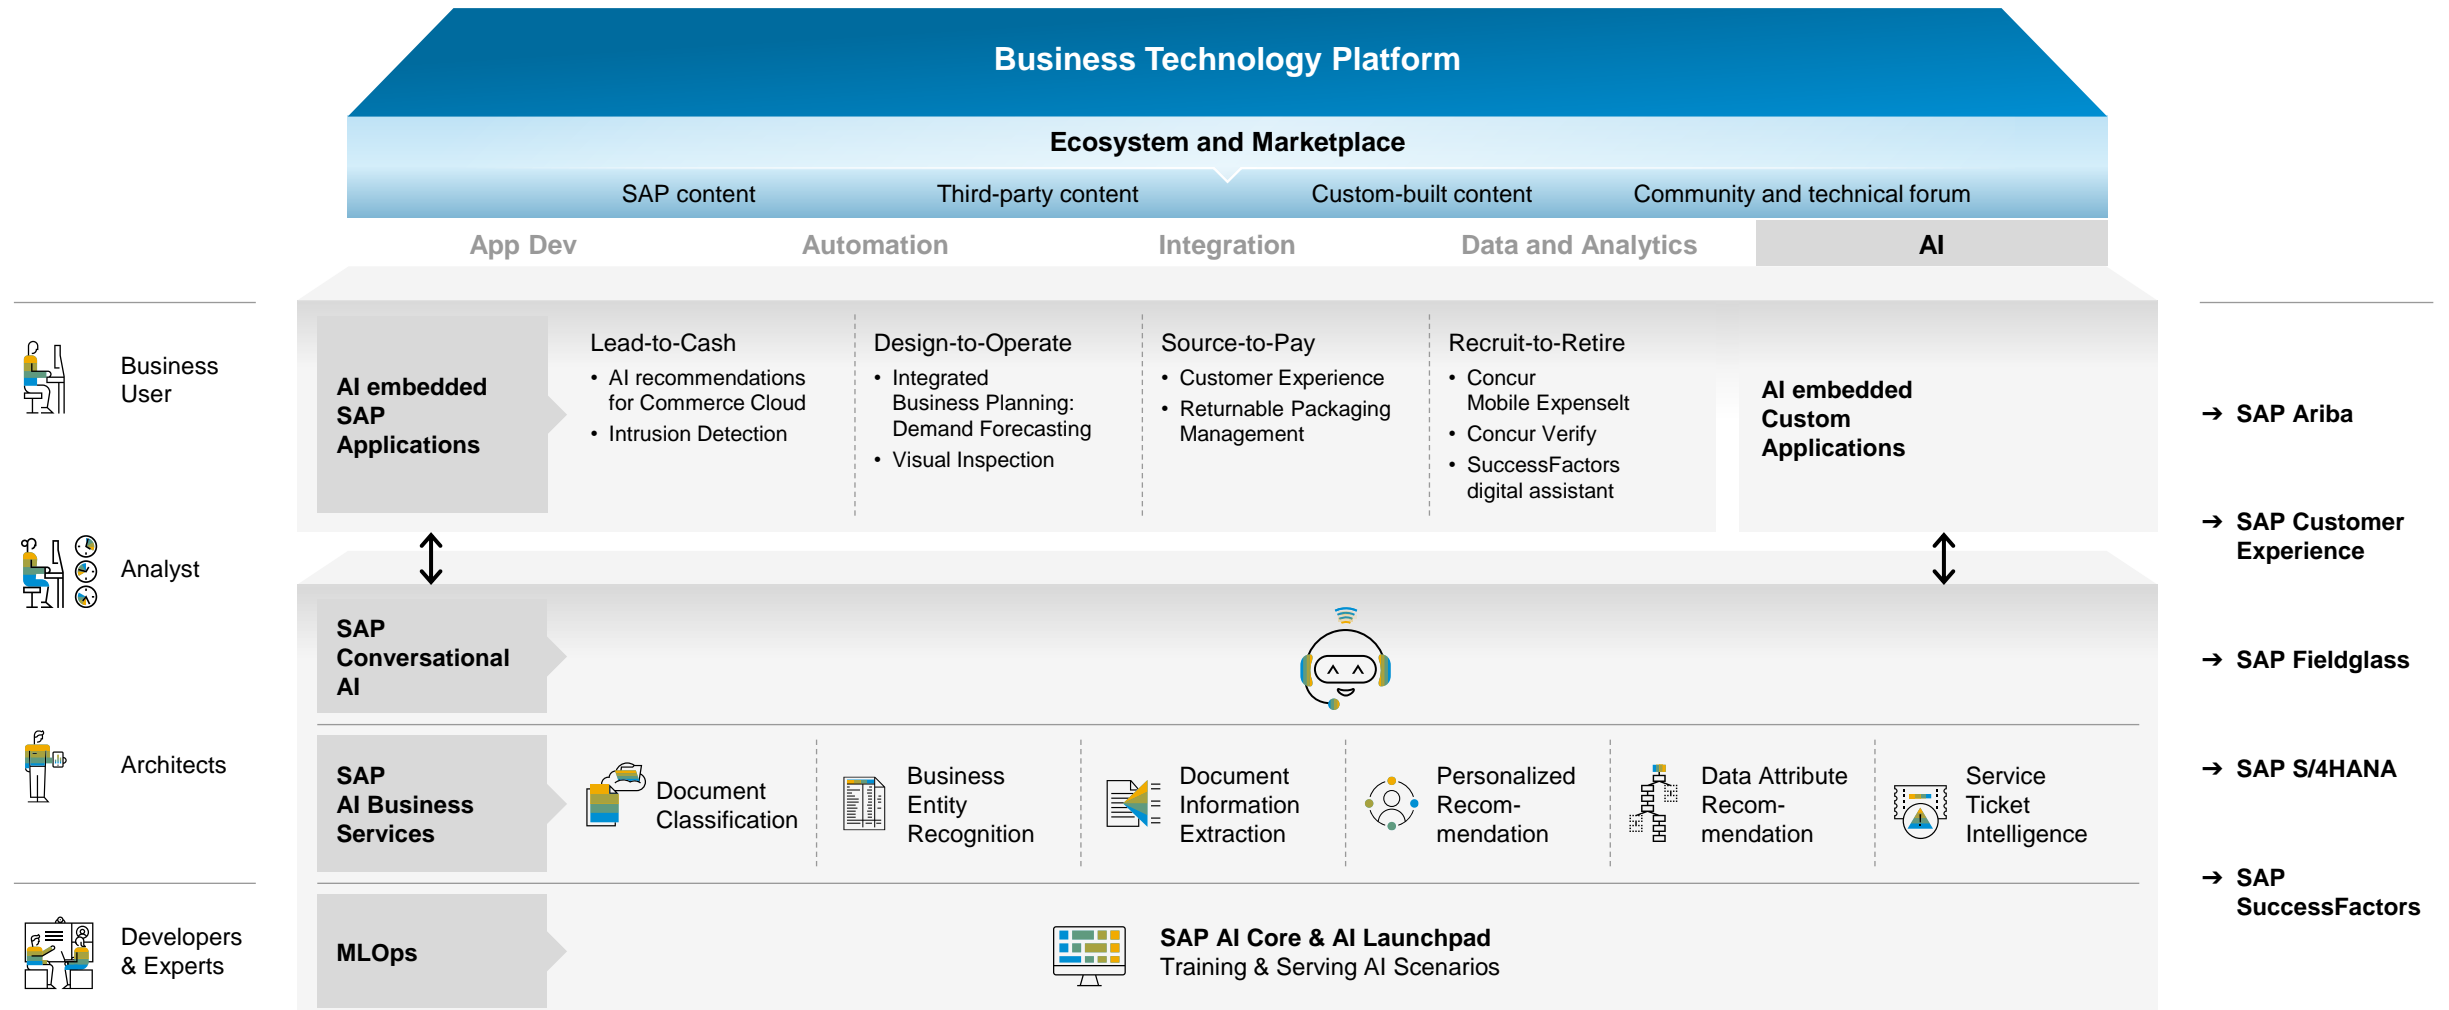 Business Technology Platform
Ecosystem and Marketplace
SAP content
Third-party content
Custom-built content
Community and technical forum
App Dev
Automation
Integration
Data and Analytics
AI
Business
User
Analyst
Architects
Developers
& Experts
AI embedded
SAP
Applications
Lead-to-Cash
• AI recommendations
for Commerce Cloud
• Intrusion Detection
Design-to-Operate
• Integrated
Business Planning:
Demand Forecasting
• Visual Inspection
Source-to-Pay
• Customer Experience
• Returnable Packaging
Management
Recruit-to-Retire
• Concur
Mobile Expenselt
• Concur Verify
• SuccessFactors
digital assistant
AI embedded
Custom
Applications
SAP
Conversational
AI
SAP
AI Business
Services
Document
Classification
Business
Entity
Recognition
Document
Information
Extraction
Personalized
Recom-
mendation
Data Attribute
Recom-
mendation
Service
Ticket
Intelligence
MLOps
SAP AI Core & AI Launchpad
Training & Serving AI Scenarios
➔ SAP Ariba
➔ SAP Customer
Experience
➔ SAP Fieldglass
➔ SAP S/4HANA
➔ SAP
SuccessFactors